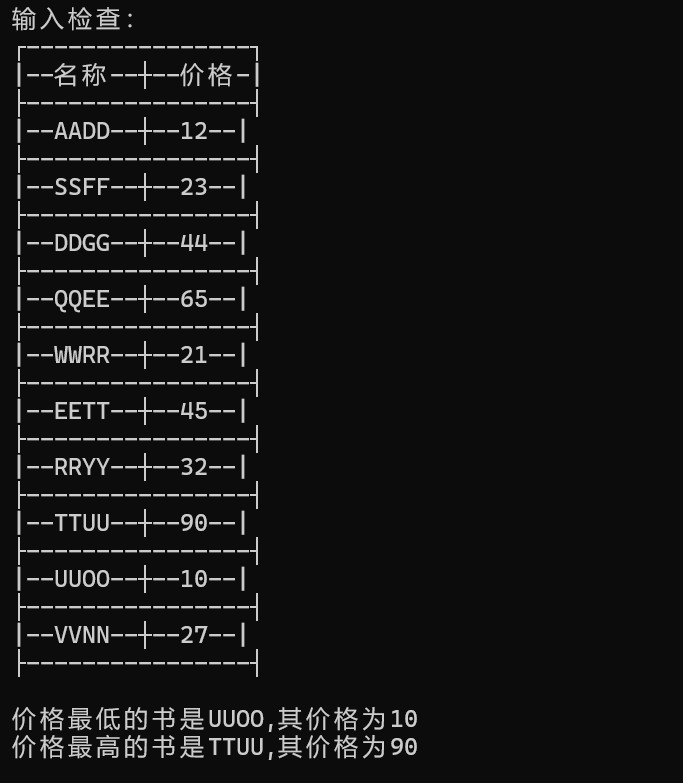 输入检查:
┌----------------┐
|--名称--┼--价格-|
├----------------┤
|--AADD--┼--12--|
├----------------┤
|--SSFF--┼--23--|
├----------------┤
|--DDGG--┼--44--|
├----------------┤
|--QQEE--┼--65--|
├----------------┤
|--WWRR--┼--21--|
├----------------┤
|--EETT--┼--45--|
├----------------┤
|--RRYY--┼--32--|
├----------------┤
|--TTUU--┼--90--|
├----------------┤
|--UUOO--┼--10--|
├----------------┤
|--VVNN--┼--27--|
├----------------┤
价格最低的书是UUOO,其价格为10
价格最高的书是TTUU,其价格为90